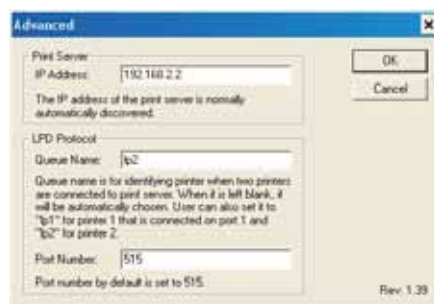 Advanced
Print Server
IP Address:
192.168.2.2
The IP address of the print server is normally
automatically discovered.
OK
Cancel
LPD Protocol
Queue Name:
lp2
Queue name is for identifying printer when two printers
are connected to print server. When it is left blank, it
will be automatically chosen. User can also set it to
"lp1" for printer 1 that is connected on port 1 and
"lp2" for printer 2.
Port Number:
515
Port number by default is set to 515.
Rev: 1.39